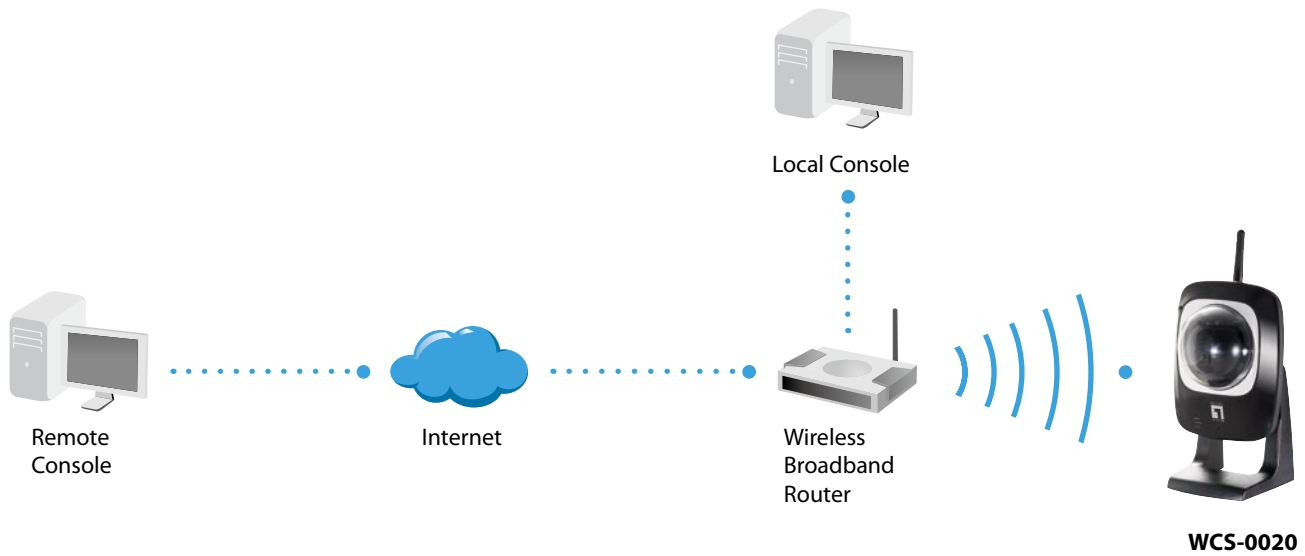 Local Console
Remote
Console
Internet
Wireless
Broadband
Router
WCS-0020